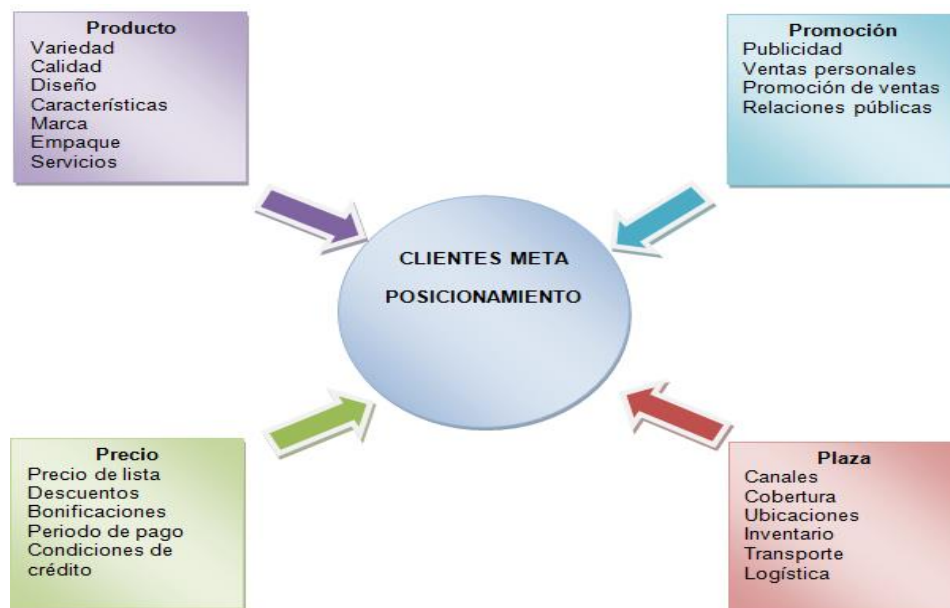 Producto
Variedad
Calidad
Diseño
Características
Marca
Empaque
Servicios
Promoción
Publicidad
Ventas personales
Promoción de ventas
Relaciones públicas
CLIENTES META
POSICIONAMIENTO
Precio
Precio de lista
Descuentos
Bonificaciones
Periodo de pago
Condiciones de
crédito
Plaza
Canales
Cobertura
Ubicaciones
Inventario
Transporte
Logística